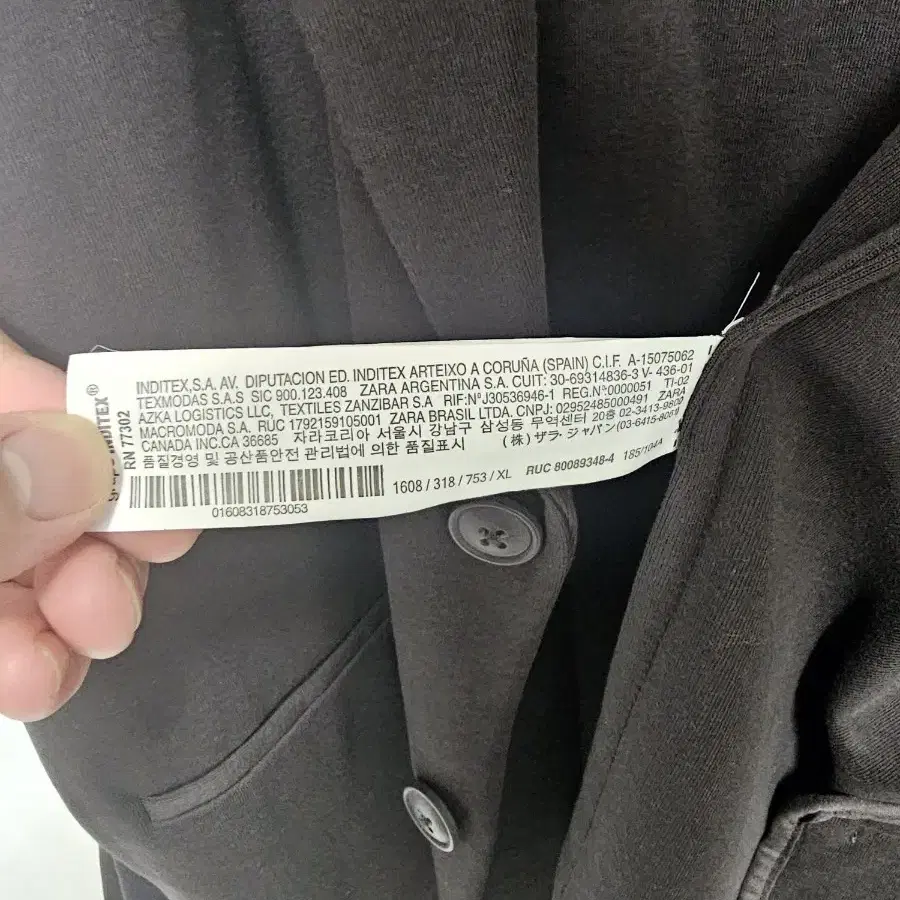 INDITEX®
RN 77302
INDITEX,S.A. AV. DIPUTACION ED. INDITEX ARTEIXO A CORUÑA (SPAIN) C.I.F. A-15075062
TEXMODAS S.A.S SIC 900.123.408 ZARA ARGENTINA S.A. CUIT: 30-69314836-3 V- 436-01
AZKA LOGISTICS LLC, TEXTILES ZANZIBAR S.A RIF:NºJ30536946-1 REG.Nº:0000051 TI-02
MACROMODA S.A. RUC 1792159105001 ZARA BRASIL LTDA. CNPJ: 02952485000491 ZARA
CANADA INC.CA 36685 자라코리아 서울시 강남구 삼성동 무역센터 20층 02-3413-9800
품질경영 및 공산품안전 관리법에 의한 품질표시 (株) ザラ・ジャパン (03-6415-8061)
1608 / 318 / 753 / XL RUC 80089348-4 185/104A
01608318753053